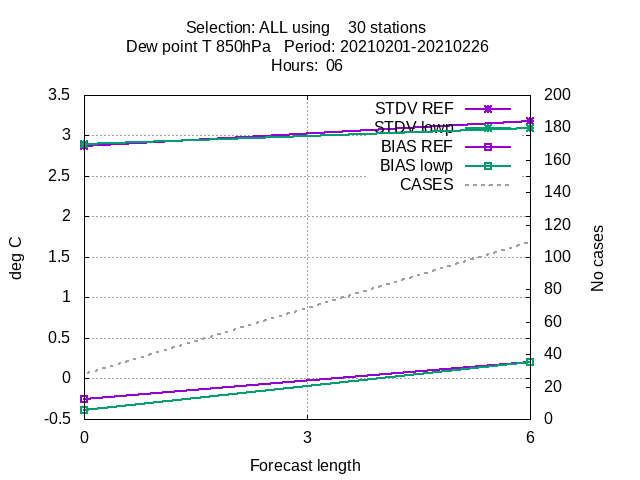 Selection: ALL using    30 stations
Dew point T 850hPa   Period: 20210201-20210226
Hours:  06
3.5
3
2.5
2
1.5
1
0.5
0
-0.5
deg C
STDV REF
STDV lowp
BIAS REF
BIAS lowp
CASES
200
180
160
140
120
100
80
60
40
20
0
No cases
0
3
6
Forecast length